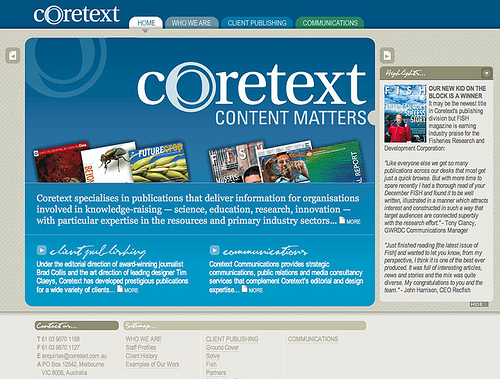 coretext
HOME
WHO WE ARE
CLIENT PUBLISHING
COMMUNICATIONS
coretext
CONTENT MATTERS
FUTURE CROP
FISH
REPORT
Coretext specialises in publications that deliver information for organisations
involved in knowledge-raising — science, education, research, innovation —
with particular expertise in the resources and primary industry sectors... MORE
client publishing
Under the editorial direction of award-winning journalist
Brad Collis and the art direction of leading designer Tim
Claeys, Coretext has developed prestigious publications
for a wide variety of clients... MORE
communications
Coretext Communications provides strategic
communications, public relations and media consultancy
services that complement Coretext's editorial and design
expertise... MORE
Highlights...
FISH
OUR NEW KID ON THE
BLOCK IS A WINNER
It may be the newest title
in Coretext's publishing
division but FISH
magazine is earning
industry praise for the
Fisheries Research and
Development Corporation:
"Like everyone else we get so many
publications across our desks that most get
just a quick browse. But with more time to
spare recently I had a thorough read of your
December FISH and found it to be well
written, illustrated in a manner which attracts
interest and constructed in such a way that
target audiences are connected superbly
with the research effort." - Tony Clancy,
GWRDC Communications Manager
"Just finished reading [the latest issue of
Fish] and wanted to let you know, from my
perspective, I think it is one of the best ever
produced. It was full of interesting articles,
news and stories and the mix was quite
diverse. My congratulations to you and the
team." - John Harrison, CEO Recfish
HIDE
Contact us...
T 61 03 9670 1168
F 61 03 9670 1127
E enquiries@coretext.com.au
A PO Box 12542, Melbourne
VIC 8006, Australia
Sitemap...
WHO WE ARE
Staff Profiles
Client History
Examples of Our Work
CLIENT PUBLISHING
Ground Cover
Solve
Fish
Partners
COMMUNICATIONS